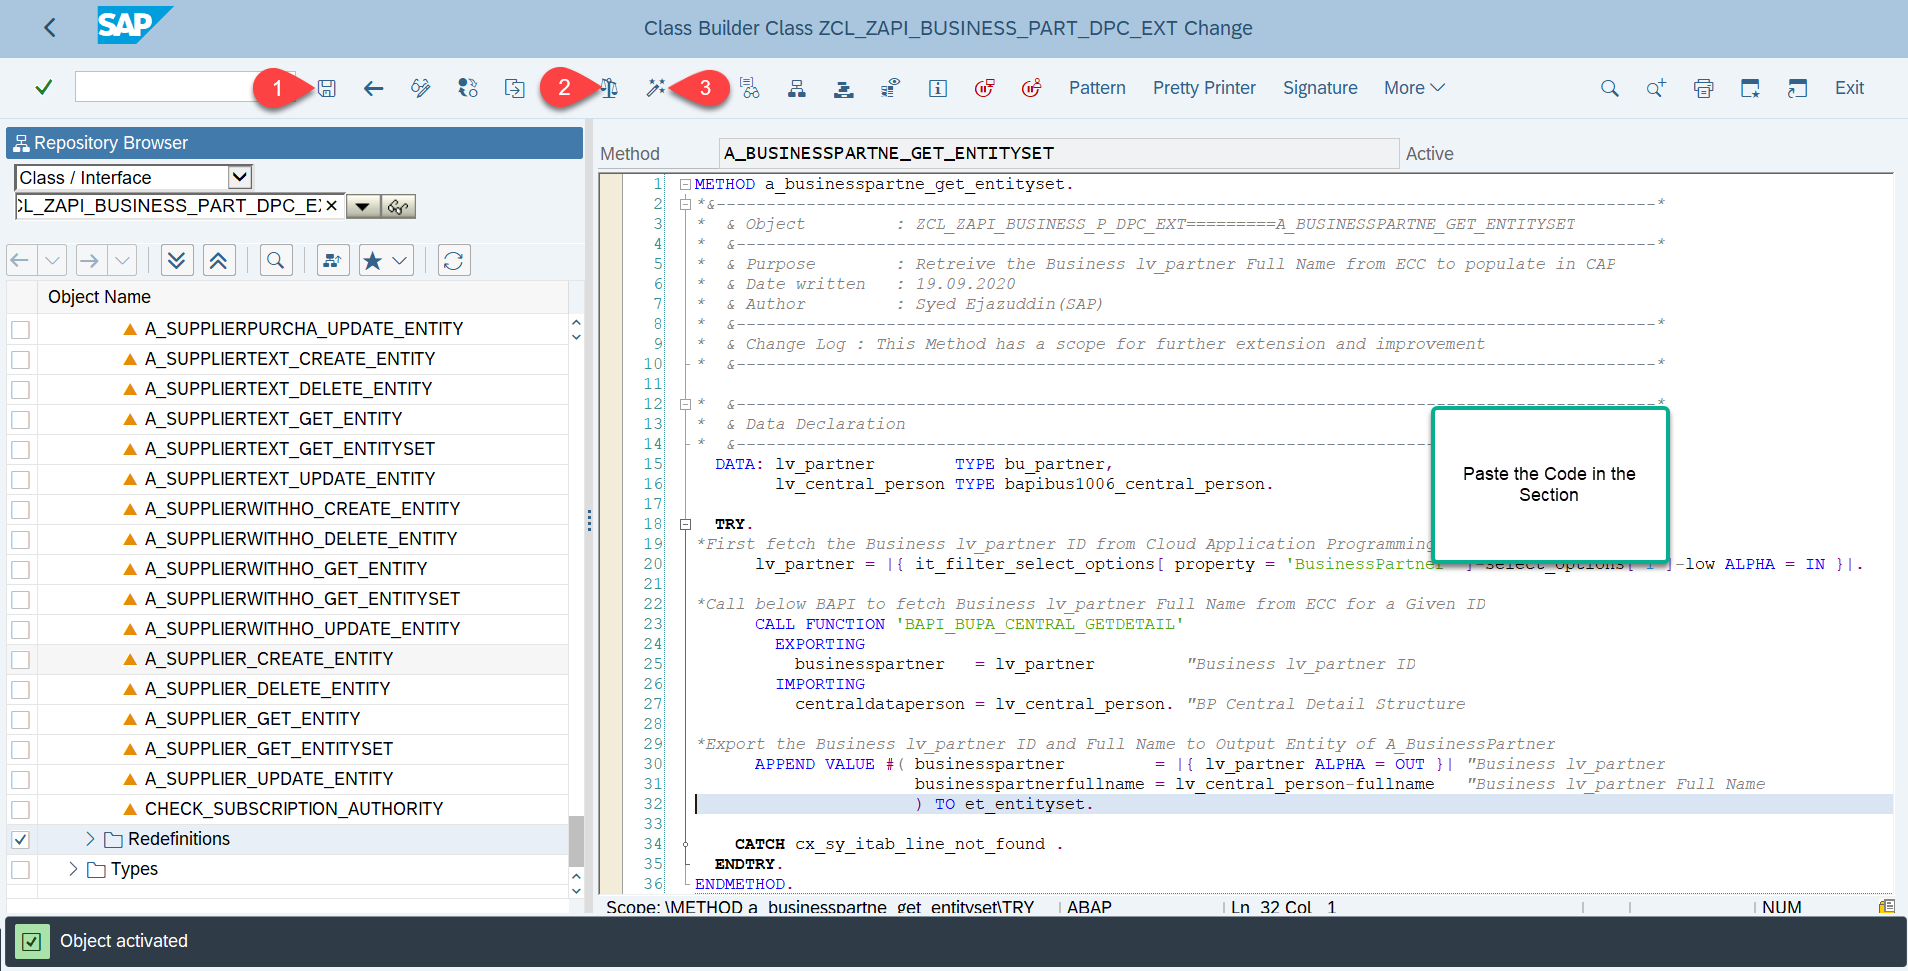 SAP
Class Builder Class ZCL_ZAPI_BUSINESS_PART_DPC_EXT Change
1
2
3
Pattern
Pretty Printer
Signature
More
Exit
Repository Browser
Class / Interface
CL_ZAPI_BUSINESS_PART_DPC_E
Object Name
A_SUPPLIERPURCHA_UPDATE_ENTITY
A_SUPPLIERTEXT_CREATE_ENTITY
A_SUPPLIERTEXT_DELETE_ENTITY
A_SUPPLIERTEXT_GET_ENTITY
A_SUPPLIERTEXT_GET_ENTITYSET
A_SUPPLIERTEXT_UPDATE_ENTITY
A_SUPPLIERWITHHO_CREATE_ENTITY
A_SUPPLIERWITHHO_DELETE_ENTITY
A_SUPPLIERWITHHO_GET_ENTITY
A_SUPPLIERWITHHO_GET_ENTITYSET
A_SUPPLIERWITHHO_UPDATE_ENTITY
A_SUPPLIER_CREATE_ENTITY
A_SUPPLIER_DELETE_ENTITY
A_SUPPLIER_GET_ENTITY
A_SUPPLIER_GET_ENTITYSET
A_SUPPLIER_UPDATE_ENTITY
CHECK_SUBSCRIPTION_AUTHORITY
Redefinitions
Types
Method A_BUSINESSPARTNE_GET_ENTITYSET Active
1 METHOD a_businesspartne_get_entityset.
2 *&--------------------------------------------------------------------------------------------*
3 * & Object : ZCL_ZAPI_BUSINESS_P_DPC_EXT=========A_BUSINESSPARTNE_GET_ENTITYSET
4 * &--------------------------------------------------------------------------------------------*
5 * & Purpose : Retreive the Business lv_partner Full Name from ECC to populate in CAP
6 * & Date written : 19.09.2020
7 * & Author : Syed Ejazuddin(SAP)
8 * &--------------------------------------------------------------------------------------------*
9 * & Change Log : This Method has a scope for further extension and improvement
10 * &--------------------------------------------------------------------------------------------*
11
12 * &--------------------------------------------------------------------------------------------*
13 * & Data Declaration
14 * &----------------------------------------------------------------------
15 DATA: lv_partner TYPE bu_partner,
16 lv_central_person TYPE bapibus1006_central_person.
17
18 TRY.
19 *First fetch the Business lv_partner ID from Cloud Application Programming
20 lv_partner = |{ it_filter_select_options[ property = 'BusinessPartner' ]-select_options[ 1 ]-low ALPHA = IN }|.
21
22 *Call below BAPI to fetch Business lv_partner Full Name from ECC for a Given ID
23 CALL FUNCTION 'BAPI_BUPA_CENTRAL_GETDETAIL'
24 EXPORTING
25 businesspartner = lv_partner "Business lv_partner ID
26 IMPORTING
27 centraldataperson = lv_central_person. "BP Central Detail Structure
28
29 *Export the Business lv_partner ID and Full Name to Output Entity of A_BusinessPartner
30 APPEND VALUE #( businesspartner = |{ lv_partner ALPHA = OUT }| "Business lv_partner
31 businesspartnerfullname = lv_central_person-fullname "Business lv_partner Full Name
32 ) TO et_entityset.
33
34 CATCH cx_sy_itab_line_not_found .
35 ENDTRY.
36 ENDMETHOD.
Paste the Code in the
Section
Scope: \METHOD a_businesspartne_get_entityset\TRY
ABAP
Ln 32 Col 1
NUM
Object activated